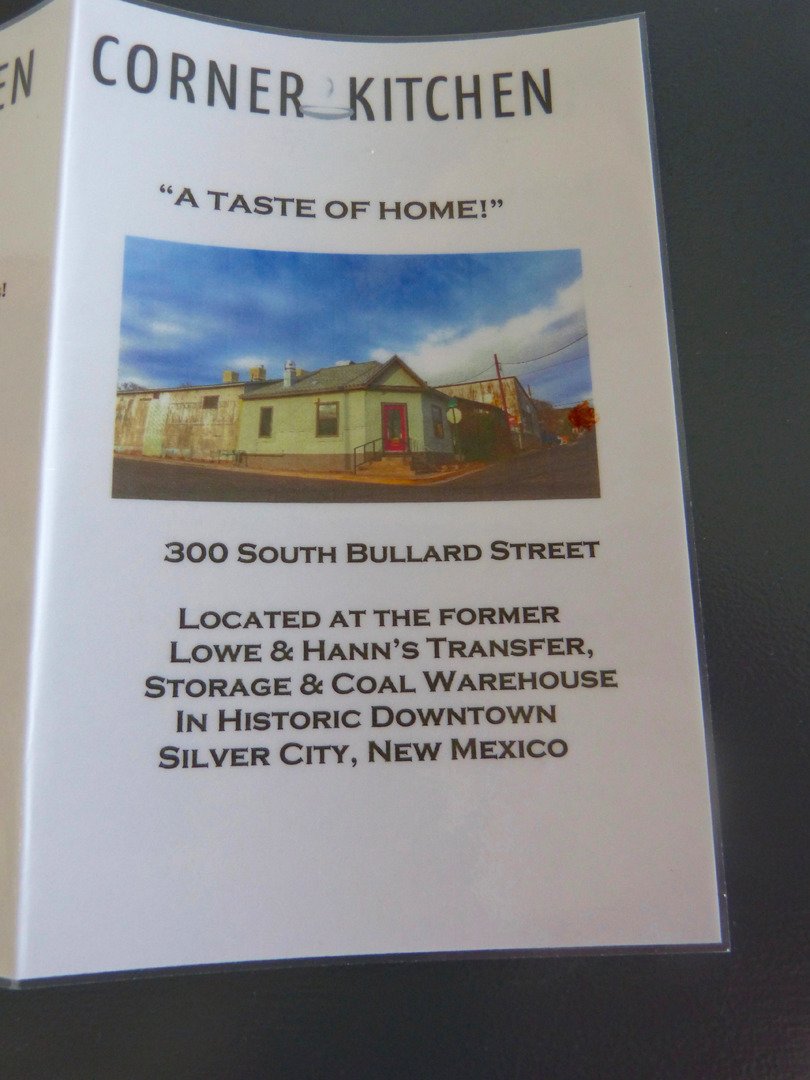 EN
!
CORNER KITCHEN
“A TASTE OF HOME!”
300 SOUTH BULLARD STREET
LOCATED AT THE FORMER
LOWE & HANN’S TRANSFER,
STORAGE & COAL WAREHOUSE
IN HISTORIC DOWNTOWN
SILVER CITY, NEW MEXICO